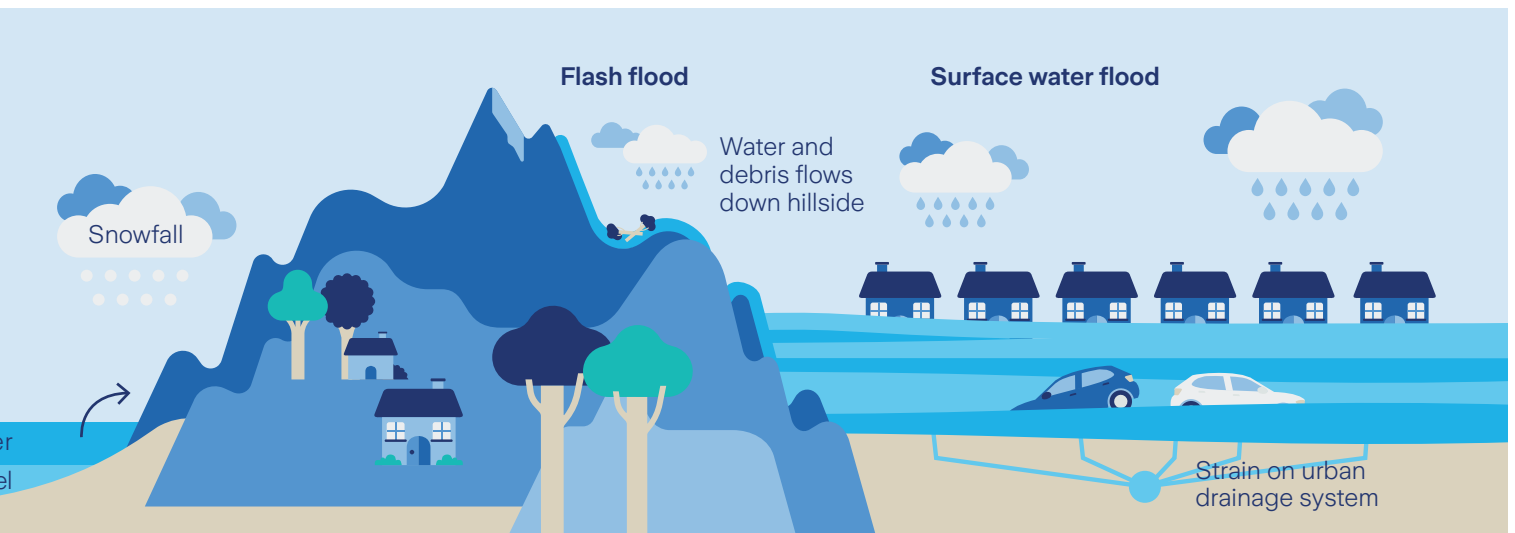 Flash flood
Surface water flood
Water and
debris flows
down hillside
Snowfall
Strain on urban
drainage system